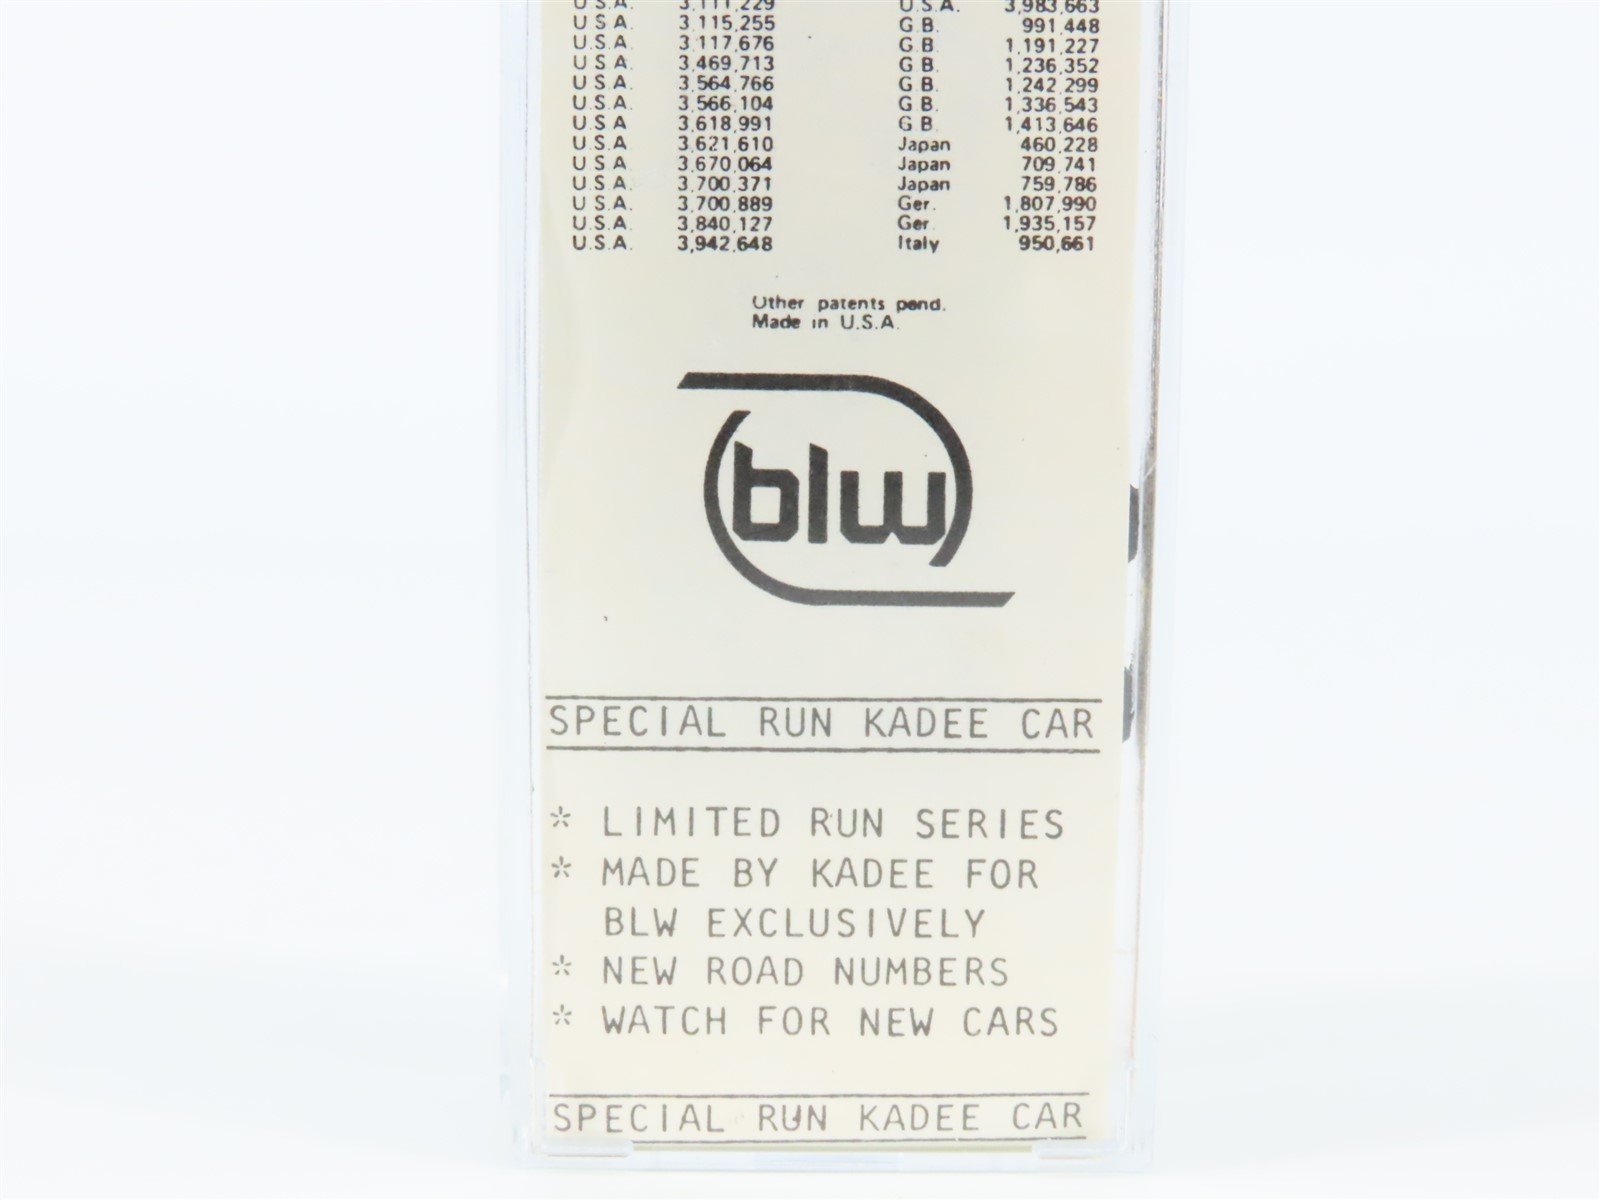 U.S.A. 3,111,229 U.S.A. 3,983,663
U S A. 3,115,255 G B. 991,448
U S A 3,117,676 G B 1,191,227
U S A. 3,469,713 G B. 1,236,352
U.S.A. 3,564,766 G B. 1,242,299
U.S.A. 3,566,104 G B. 1,336,543
U.S A 3,618,991 G B. 1,413,646
U.S.A 3,621,610 Japan 460,228
U S A 3,670,064 Japan 709,741
U S A. 3,700,371 Japan 759,786
U.S.A. 3,700,889 Ger. 1,807,990
U.S.A. 3,840,127 Ger. 1,935,157
U.S.A. 3,942,648 Italy 950,661
Other patents pend.
Made in U.S.A.
blw
SPECIAL RUN KADEE CAR
* LIMITED RUN SERIES
* MADE BY KADEE FOR
BLW EXCLUSIVELY
* NEW ROAD NUMBERS
* WATCH FOR NEW CARS
SPECIAL RUN KADEE CAR